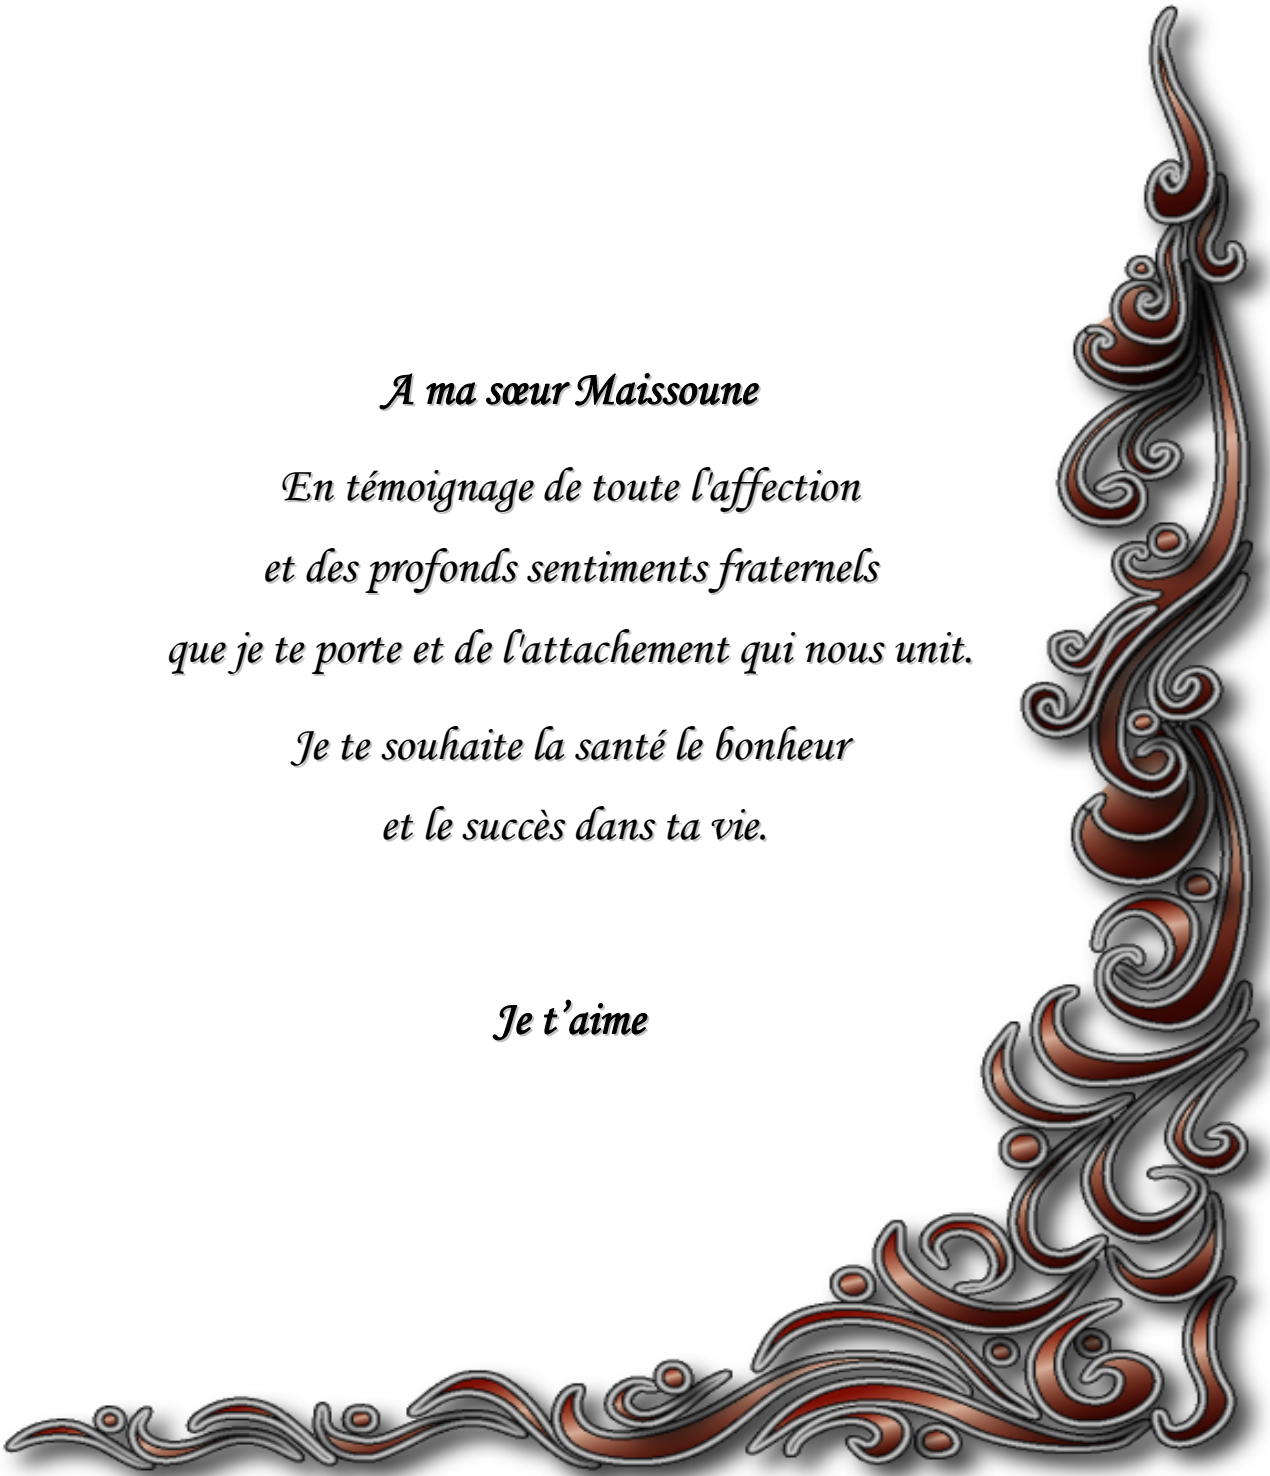 A ma sœur Maissoune
En témoignage de toute l'affection
et des profonds sentiments fraternels
que je te porte et de l'attachement qui nous unit.
Je te souhaite la santé le bonheur
et le succès dans ta vie.
Je t’aime